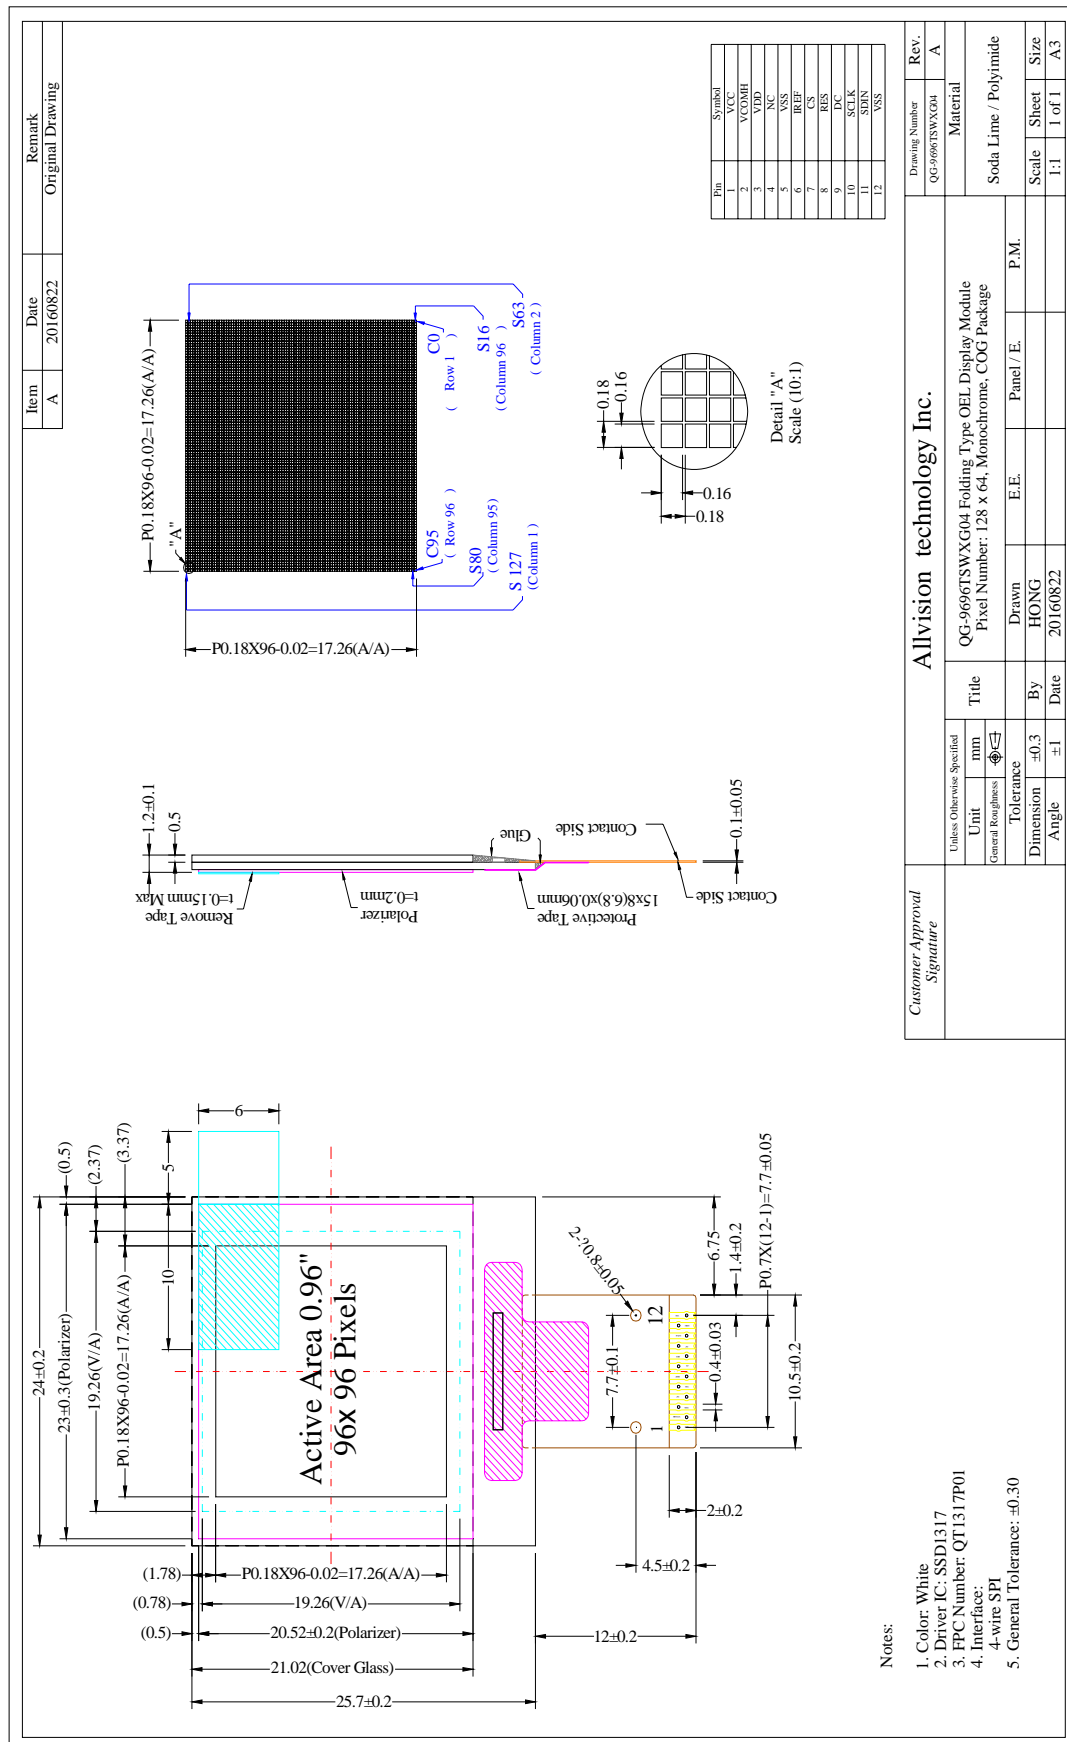 Item Date Remark
A 20160822 Original Drawing
24±0.2
23±0.3(Polarizer)
19.26(V/A)
P0.18X96-0.02=17.26(A/A)
(0.5)
(2.37)
(3.37)
10
5
6
Active Area 0.96"
96x 96 Pixels
(1.78)
P0.18X96-0.02=17.26(A/A)
(0.78)
19.26(V/A)
(0.5)
20.52±0.2(Polarizer)
21.02(Cover Glass)
25.7±0.2
12±0.2
4.5±0.2
2±0.2
2-?0.8±0.05
7.7±0.1
1
12
0.4±0.03
10.5±0.2
6.75
1.4±0.2
P0.7X(12-1)=7.7±0.05
1.2±0.1
0.5
Remove Tape
t=0.15mm Max
Polarizer
t=0.2mm
Protective Tape
15x8(6.8)x0.06mm
Glue
Contact Side
Contact Side
0.1±0.05
P0.18X96-0.02=17.26(A/A)
"A"
P0.18X96-0.02=17.26(A/A)
C95
( Row 96 )
S80
( Column 95)
S 127
(Column 1)
C0
( Row 1 )
S16
(Column 96 )
S63
( Column 2 )
0.18
0.16
0.16
0.18
Detail "A"
Scale (10:1)
Pin Symbol
1 VCC
2 VCOMH
3 VDD
4 NC
5 VSS
6 IREF
7 CS
8 RES
9 DC
10 SCLK
11 SDIN
12 VSS
Notes:
1. Color: White
2. Driver IC: SSD1317
3. FPC Number: QT1317P01
4. Interface:
4-wire SPI
5. General Tolerance: ±0.30
Customer Approval
Signature
Allvision technology Inc.
Drawing Number Rev.
QG-9696TSWXG04 A
Unless Otherwise Specified
Unit mm
General Roughness
Tolerance
Dimension ±0.3
Angle ±1
Title
QG-9696TSWXG04 Folding Type OEL Display Module
Pixel Number: 128 x 64, Monochrome, COG Package
Material
Soda Lime / Polyimide
Drawn E.E. Panel / E. P.M.
By HONG
Date 20160822
Scale Sheet Size
1:1 1 of 1 A3